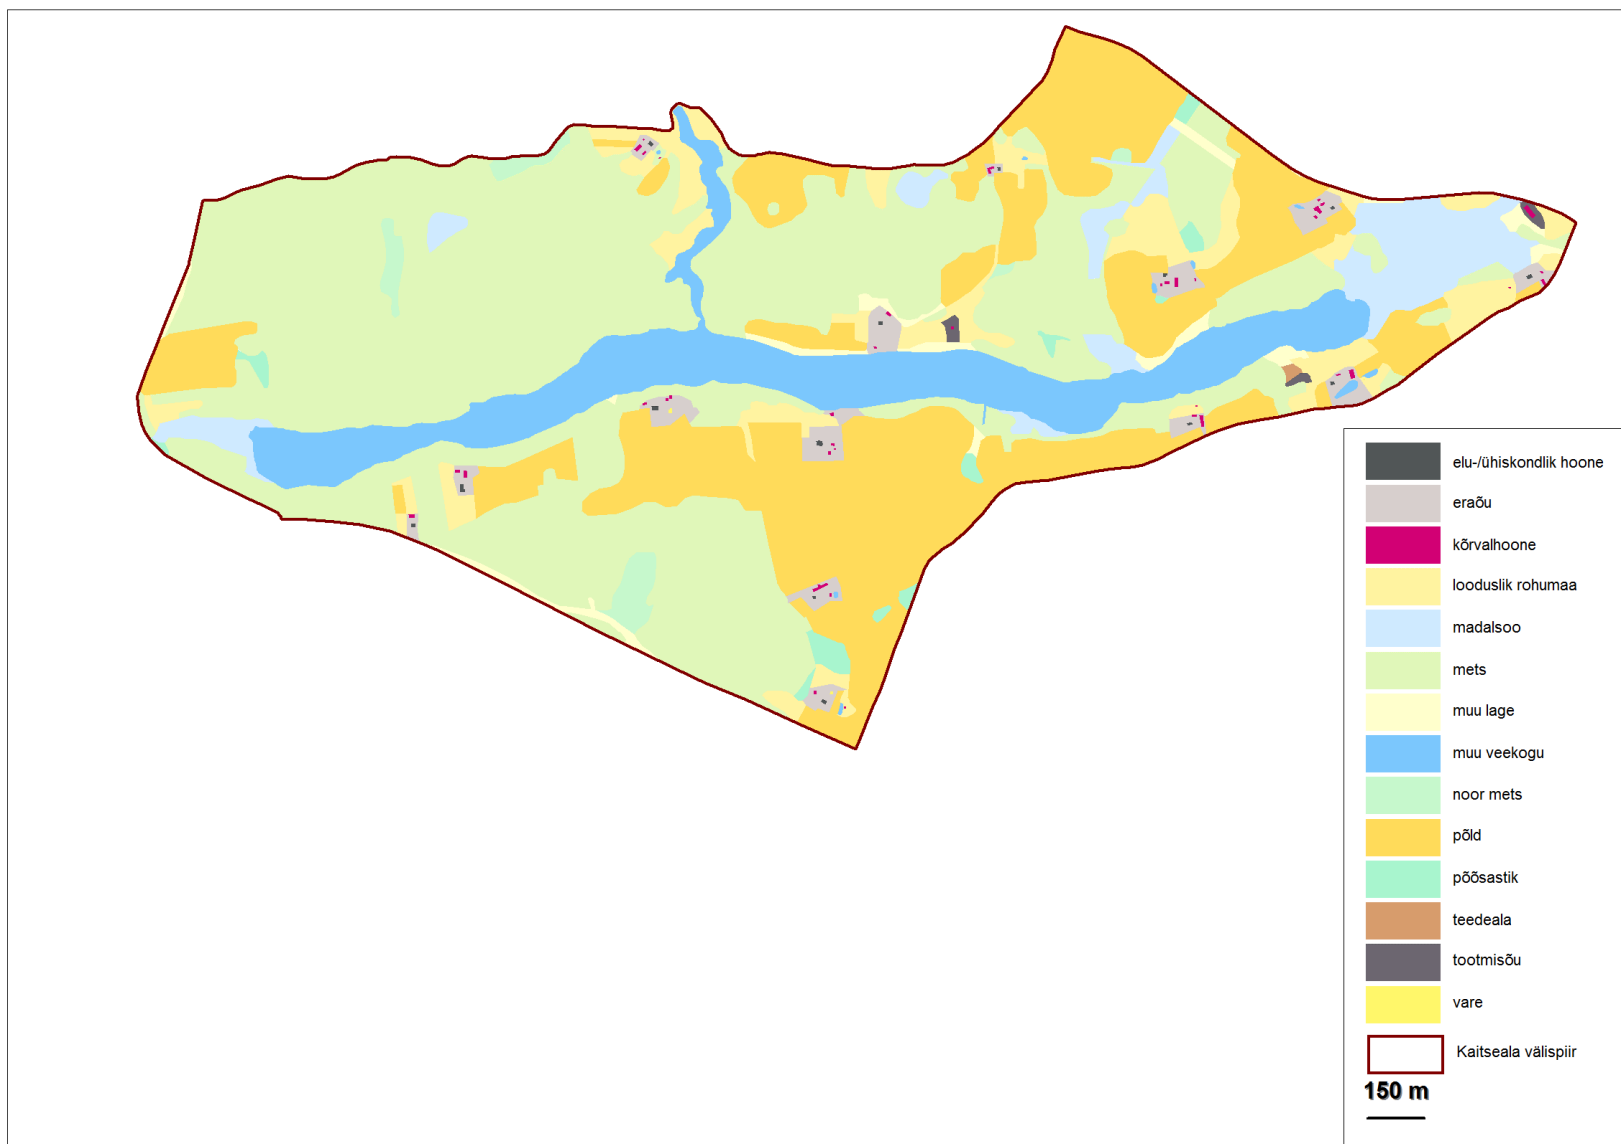 elu-/ühiskondlik hoone
eraõu
kõrvalhoone
looduslik rohumaa
madalsoo
mets
muu lage
muu veekogu
noor mets
põld
põõsastik
teedeala
tootmisõu
vare
Kaitseala välispiir
150 m